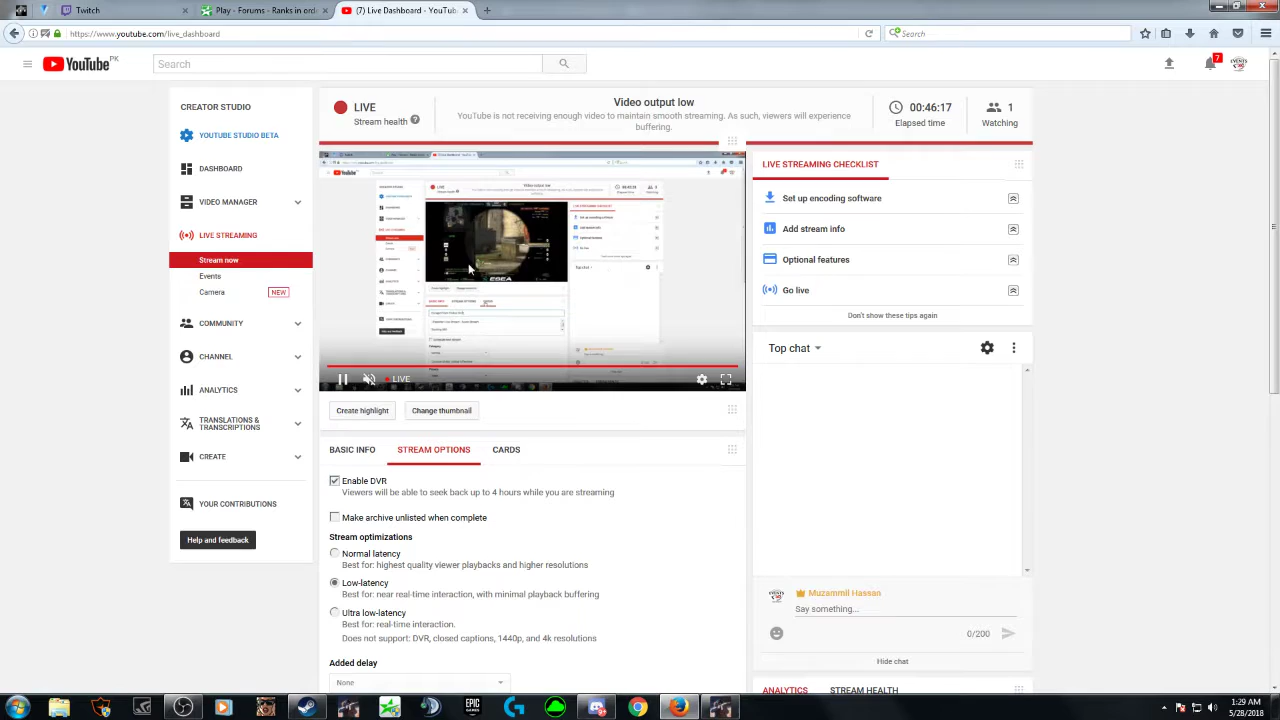 Twitch
Play - Forums - Ranks in orde
(7) Live Dashboard - YouTub
https://www.youtube.com/live_dashboard
Search
YouTube PK
Search
7
CREATOR STUDIO
YOUTUBE STUDIO BETA
DASHBOARD
VIDEO MANAGER
LIVE STREAMING
Stream now
Events
Camera NEW
COMMUNITY
CHANNEL
ANALYTICS
TRANSLATIONS &
TRANSCRIPTIONS
CREATE
YOUR CONTRIBUTIONS
Help and feedback
LIVE
Stream health ?
Video output low
YouTube is not receiving enough video to maintain smooth streaming. As such, viewers will experience
buffering.
00:46:17
Elapsed time
1
Watching
ESEA
LIVE
Create highlight
Change thumbnail
BASIC INFO
STREAM OPTIONS
CARDS
Enable DVR
Viewers will be able to seek back up to 4 hours while you are streaming
Make archive unlisted when complete
Stream optimizations
Normal latency
Best for: highest quality viewer playbacks and higher resolutions
Low-latency
Best for: near real-time interaction, with minimal playback buffering
Ultra low-latency
Best for: real-time interaction.
Does not support: DVR, closed captions, 1440p, and 4k resolutions
Added delay
None
LIVE STREAMING CHECKLIST
Set up encoding software
Add stream info
Optional features
Go live
Don't show these tips again
Top chat
Muzammil Hassan
Say something...
0/200
Hide chat
ANALYTICS
STREAM HEALTH
EPIC
GAMES
1:29 AM
5/28/2018